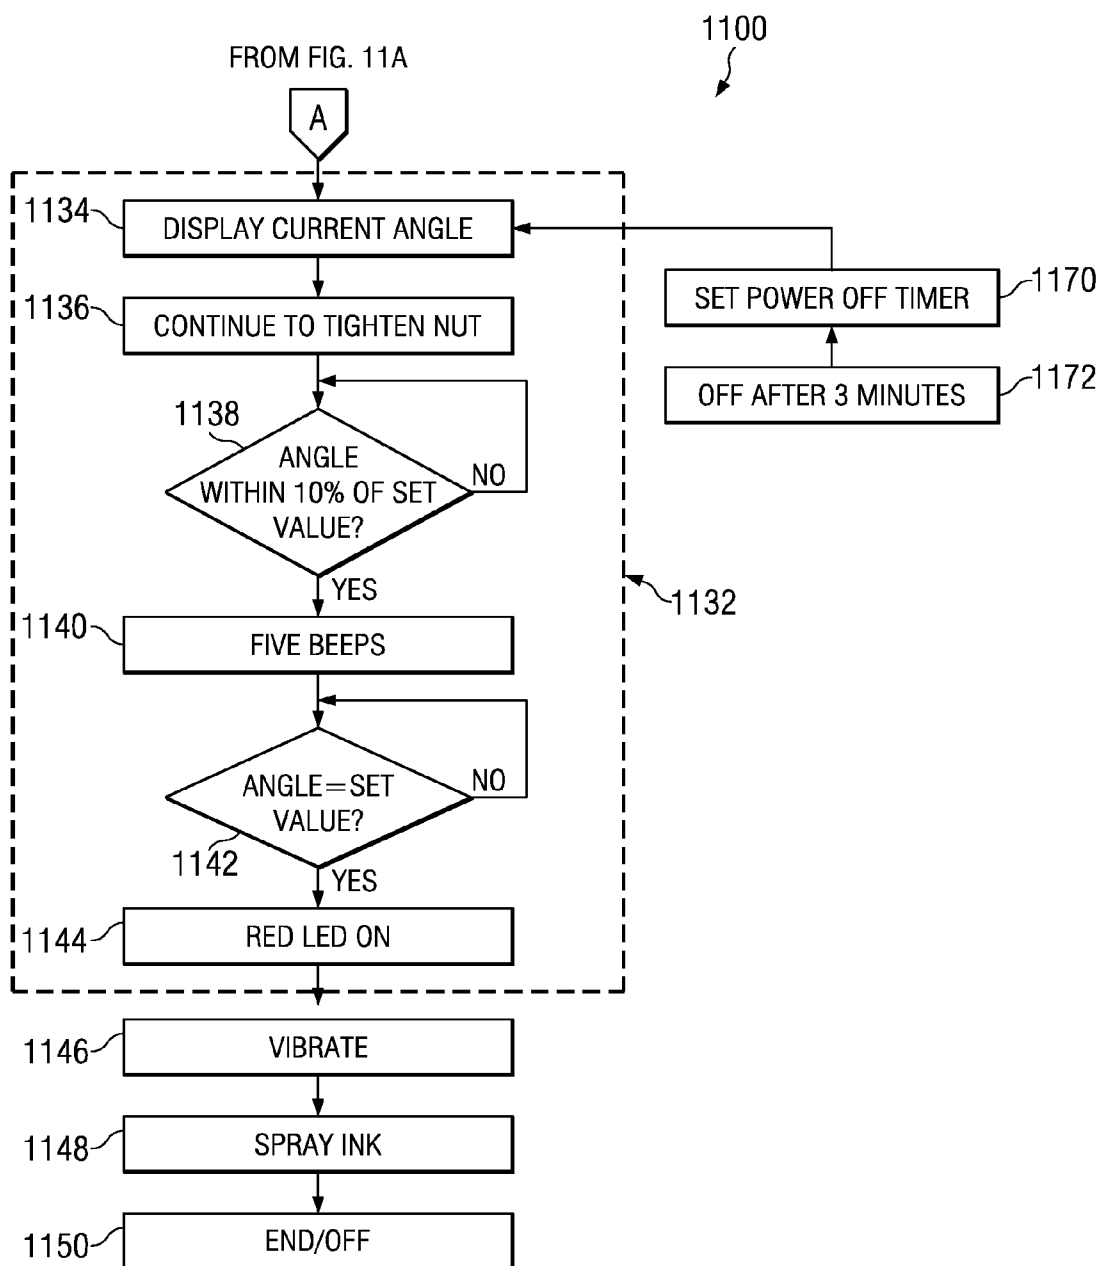 1100
FROM FIG. 11A
A
1134
DISPLAY CURRENT ANGLE
1136
CONTINUE TO TIGHTEN NUT
SET POWER OFF TIMER
1170
OFF AFTER 3 MINUTES
1172
1138
ANGLE
WITHIN 10% OF SET
VALUE?
NO
YES
1132
1140
FIVE BEEPS
ANGLE=SET
VALUE?
NO
1142
YES
1144
RED LED ON
1146
VIBRATE
1148
SPRAY INK
1150
END/OFF